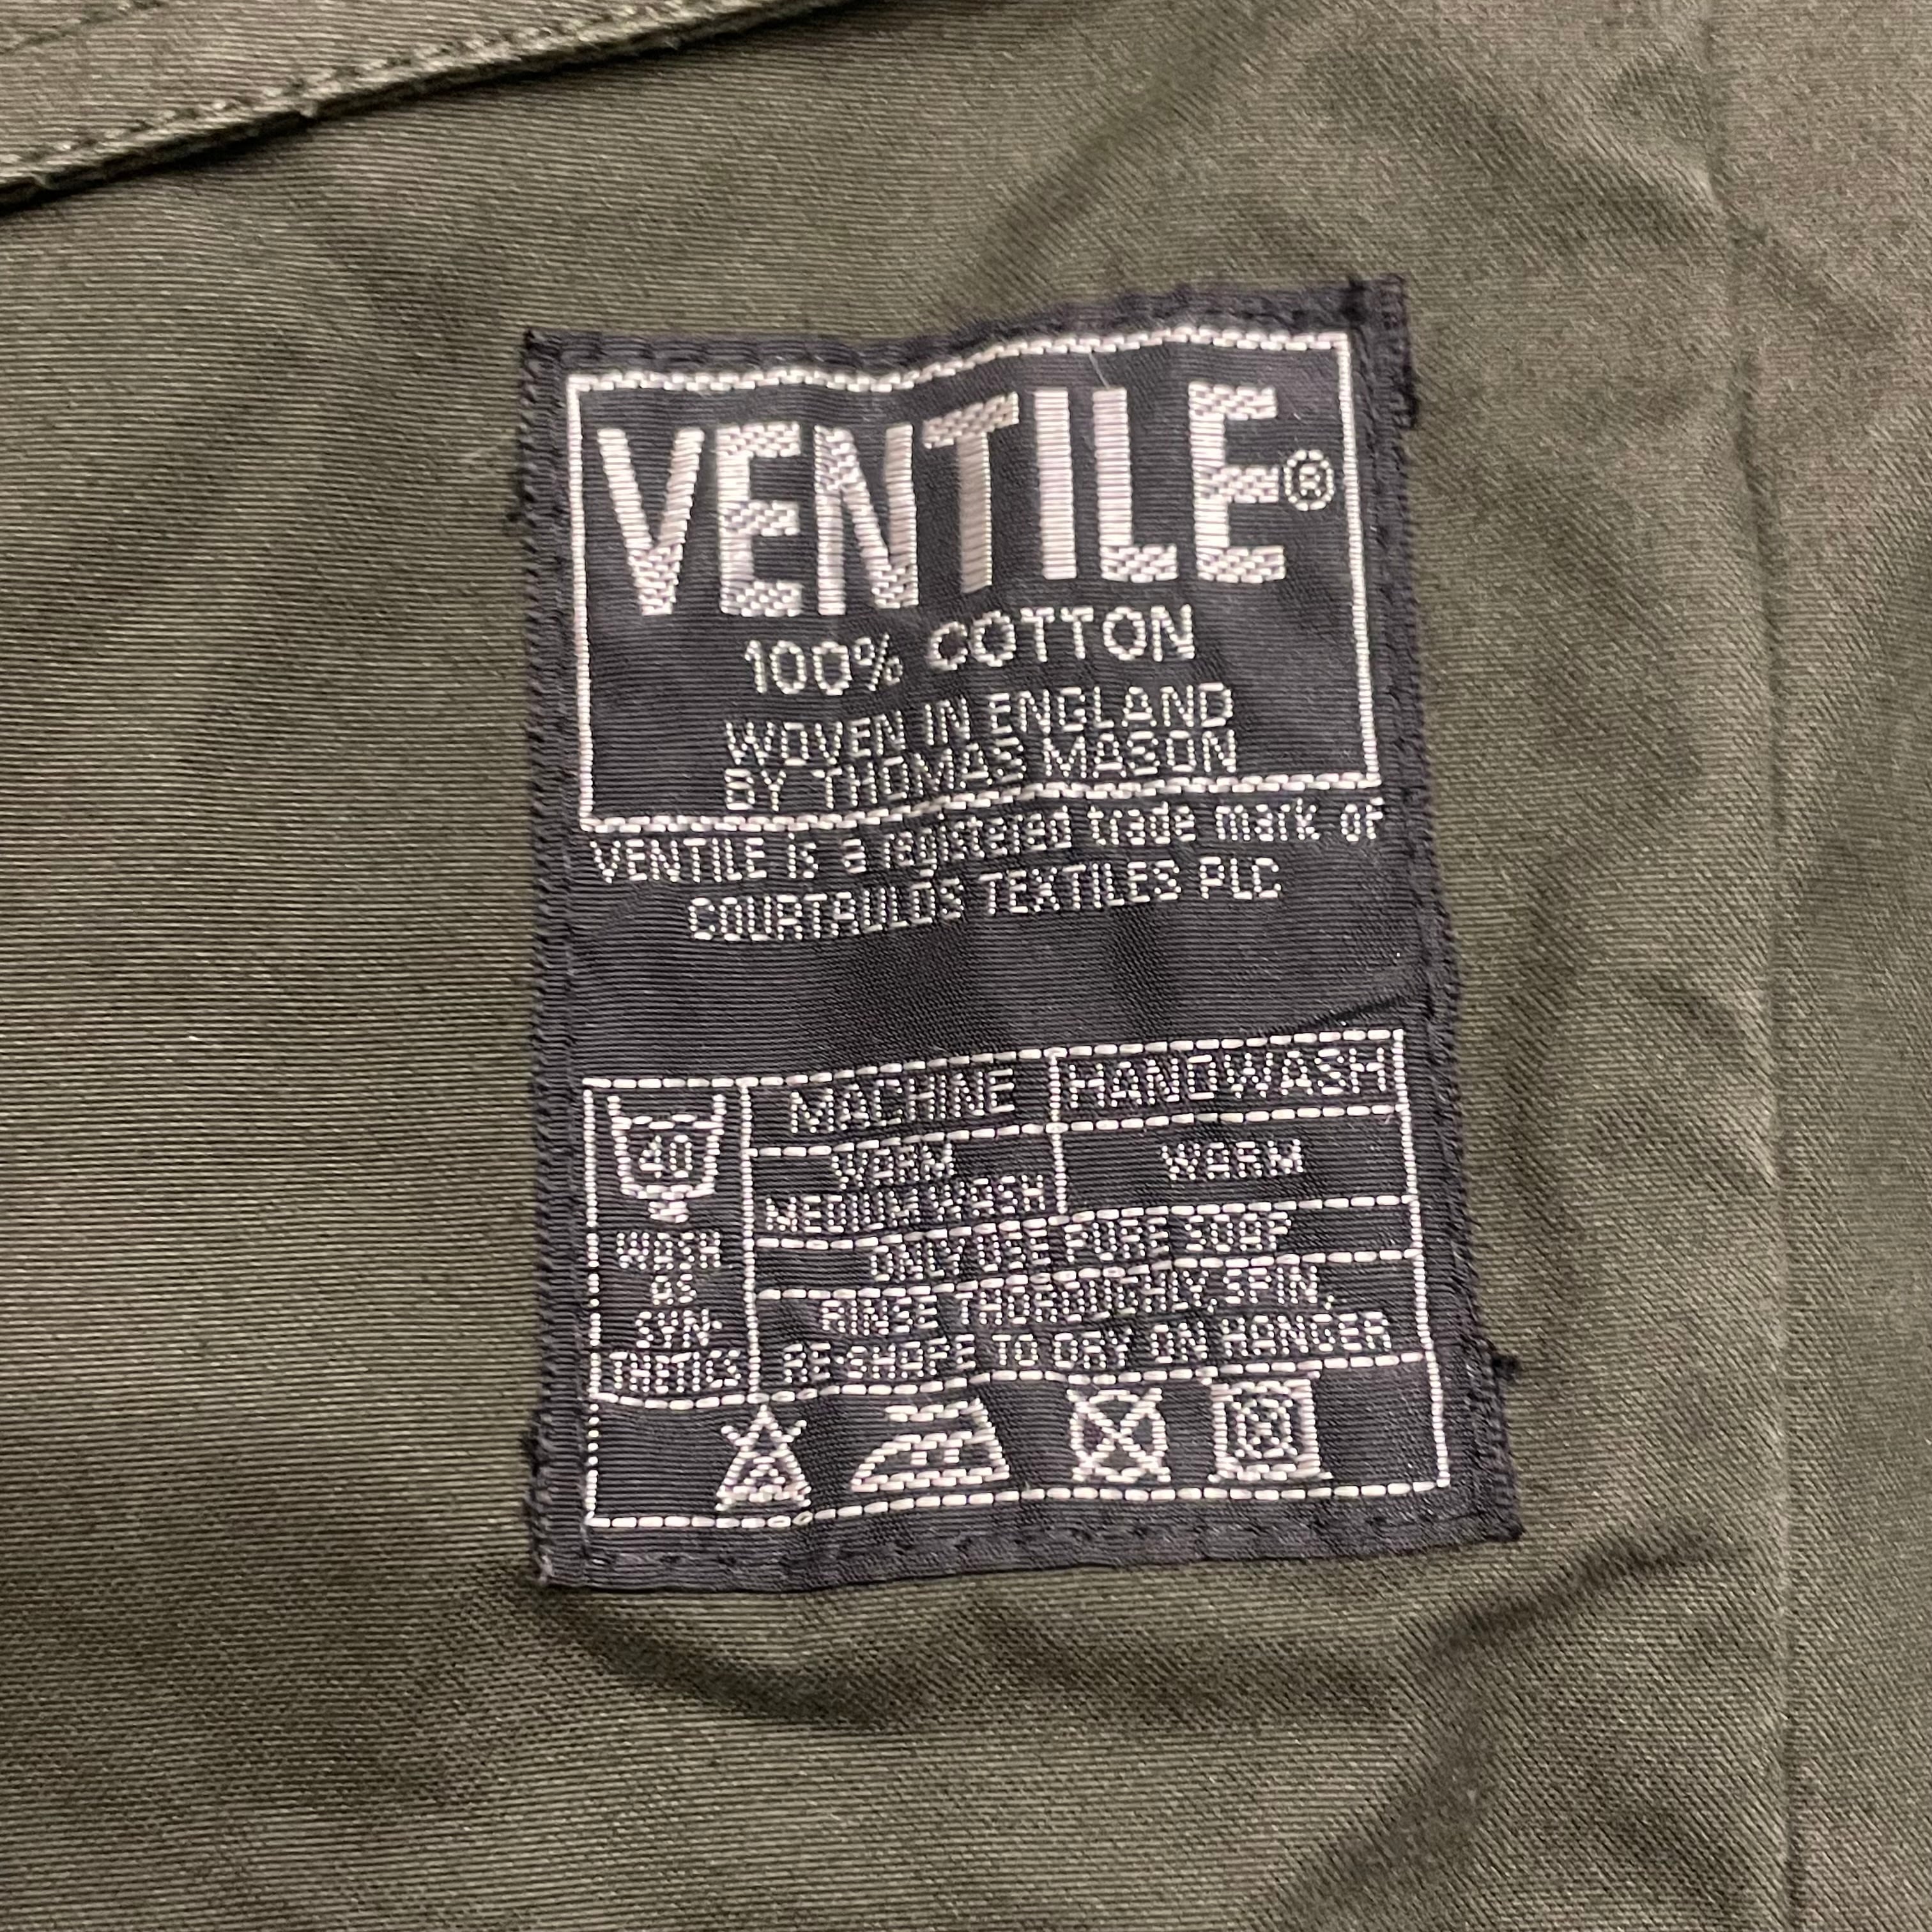 VENTILE®
100% COTTON
WOVEN IN ENGLAND
BY THOMAS MASON
VENTILE is a registered trade mark of
COURTAULDS TEXTILES PLC
MACHINE HANDWASH
40
WARM WARM
MEDIUM WASH
WASH
AS
SYN-
THETICS
ONLY USE PURE SOAP
RINSE THOROUGHLY, SPIN,
RE-SHAPE TO DRY ON HANGER